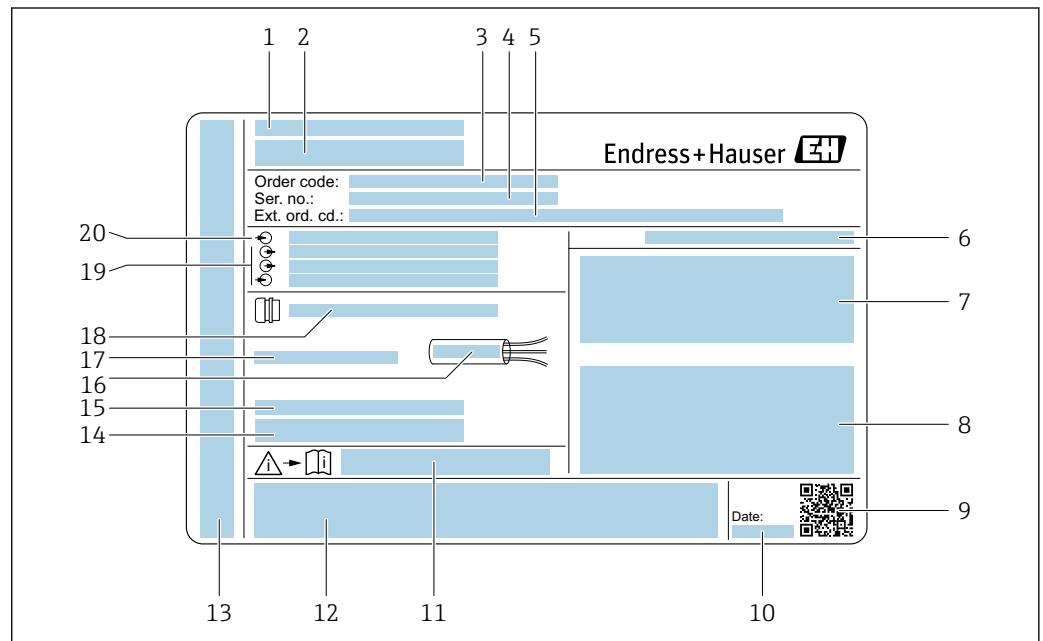 1 2 3 4 5
Endress+Hauser EH
Order code:
Ser. no.:
Ext. ord. cd.:
20
6
19
7
18
17
16
15
8
14
i i
Date:
9
13 12 11 10